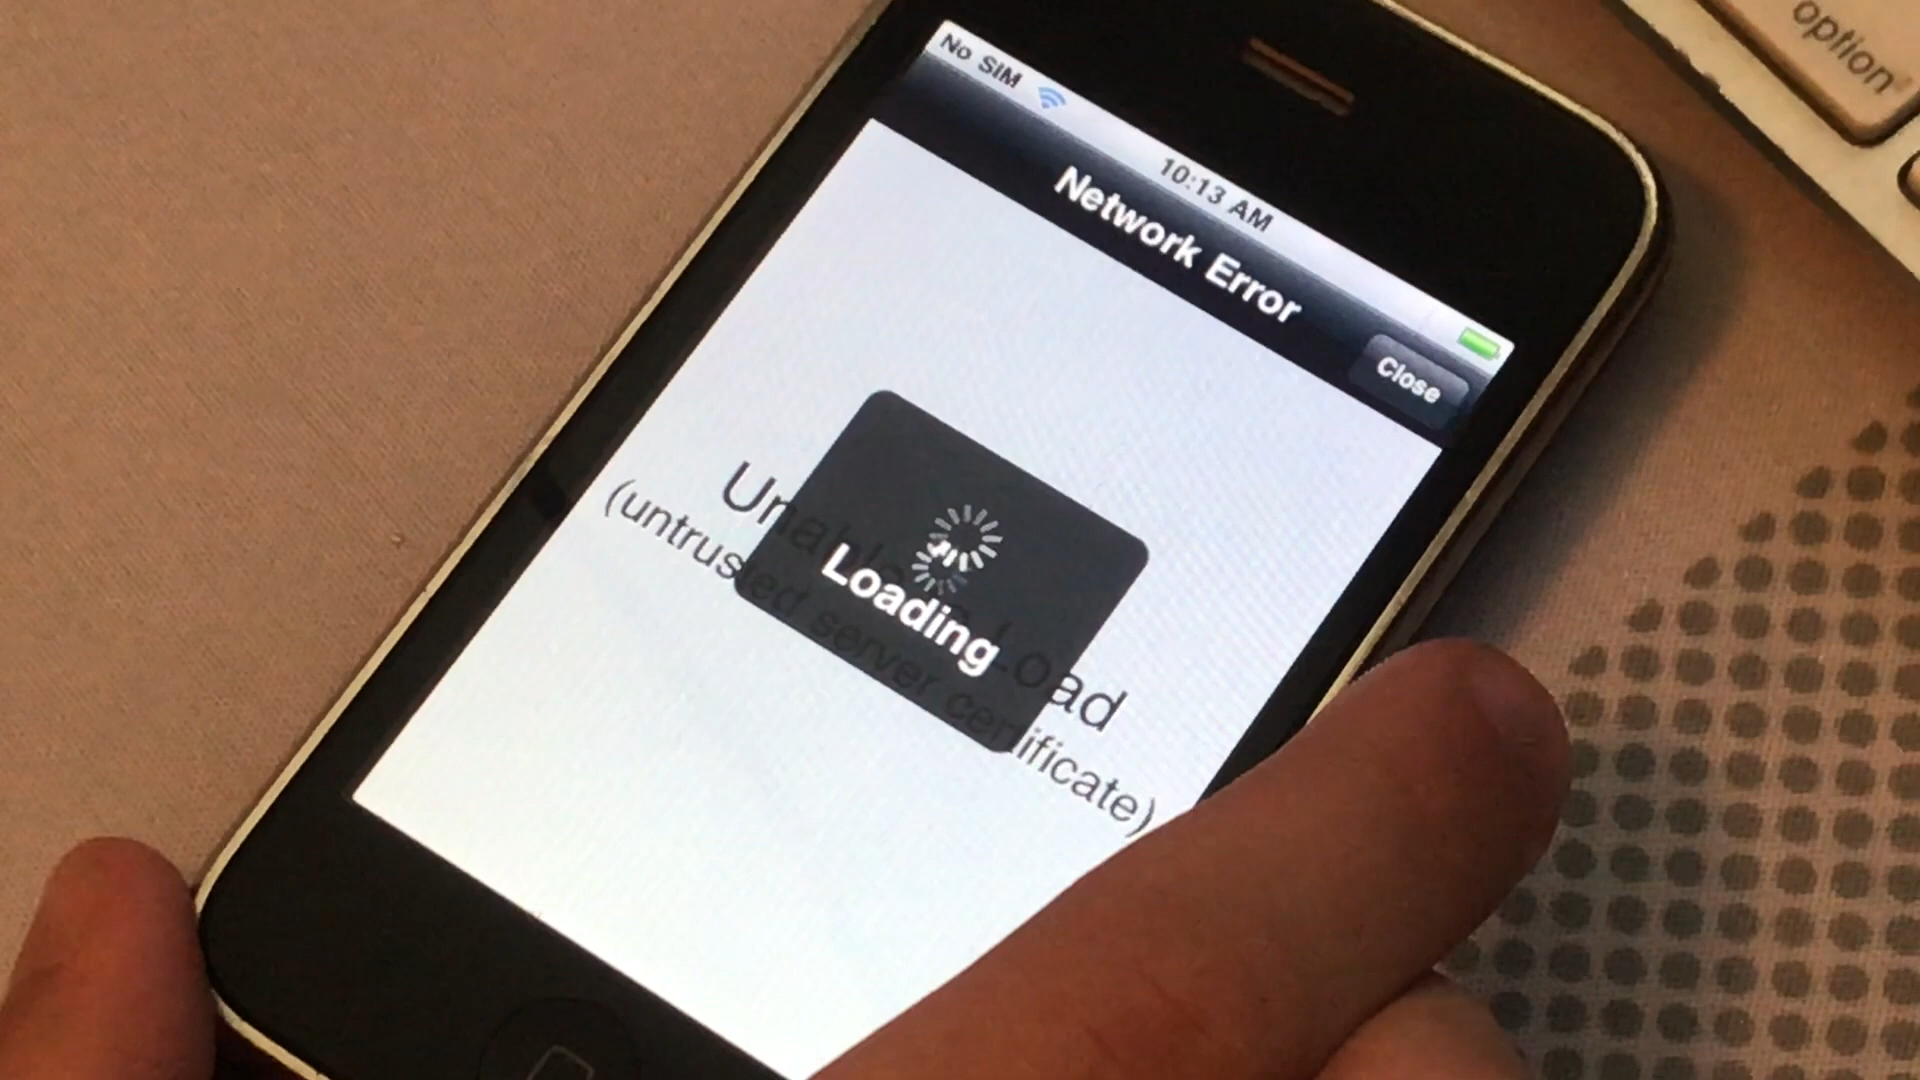 No SIM
10:13 AM
Network Error
Close
Unable to Load
(untrusted server certificate)
Loading
option